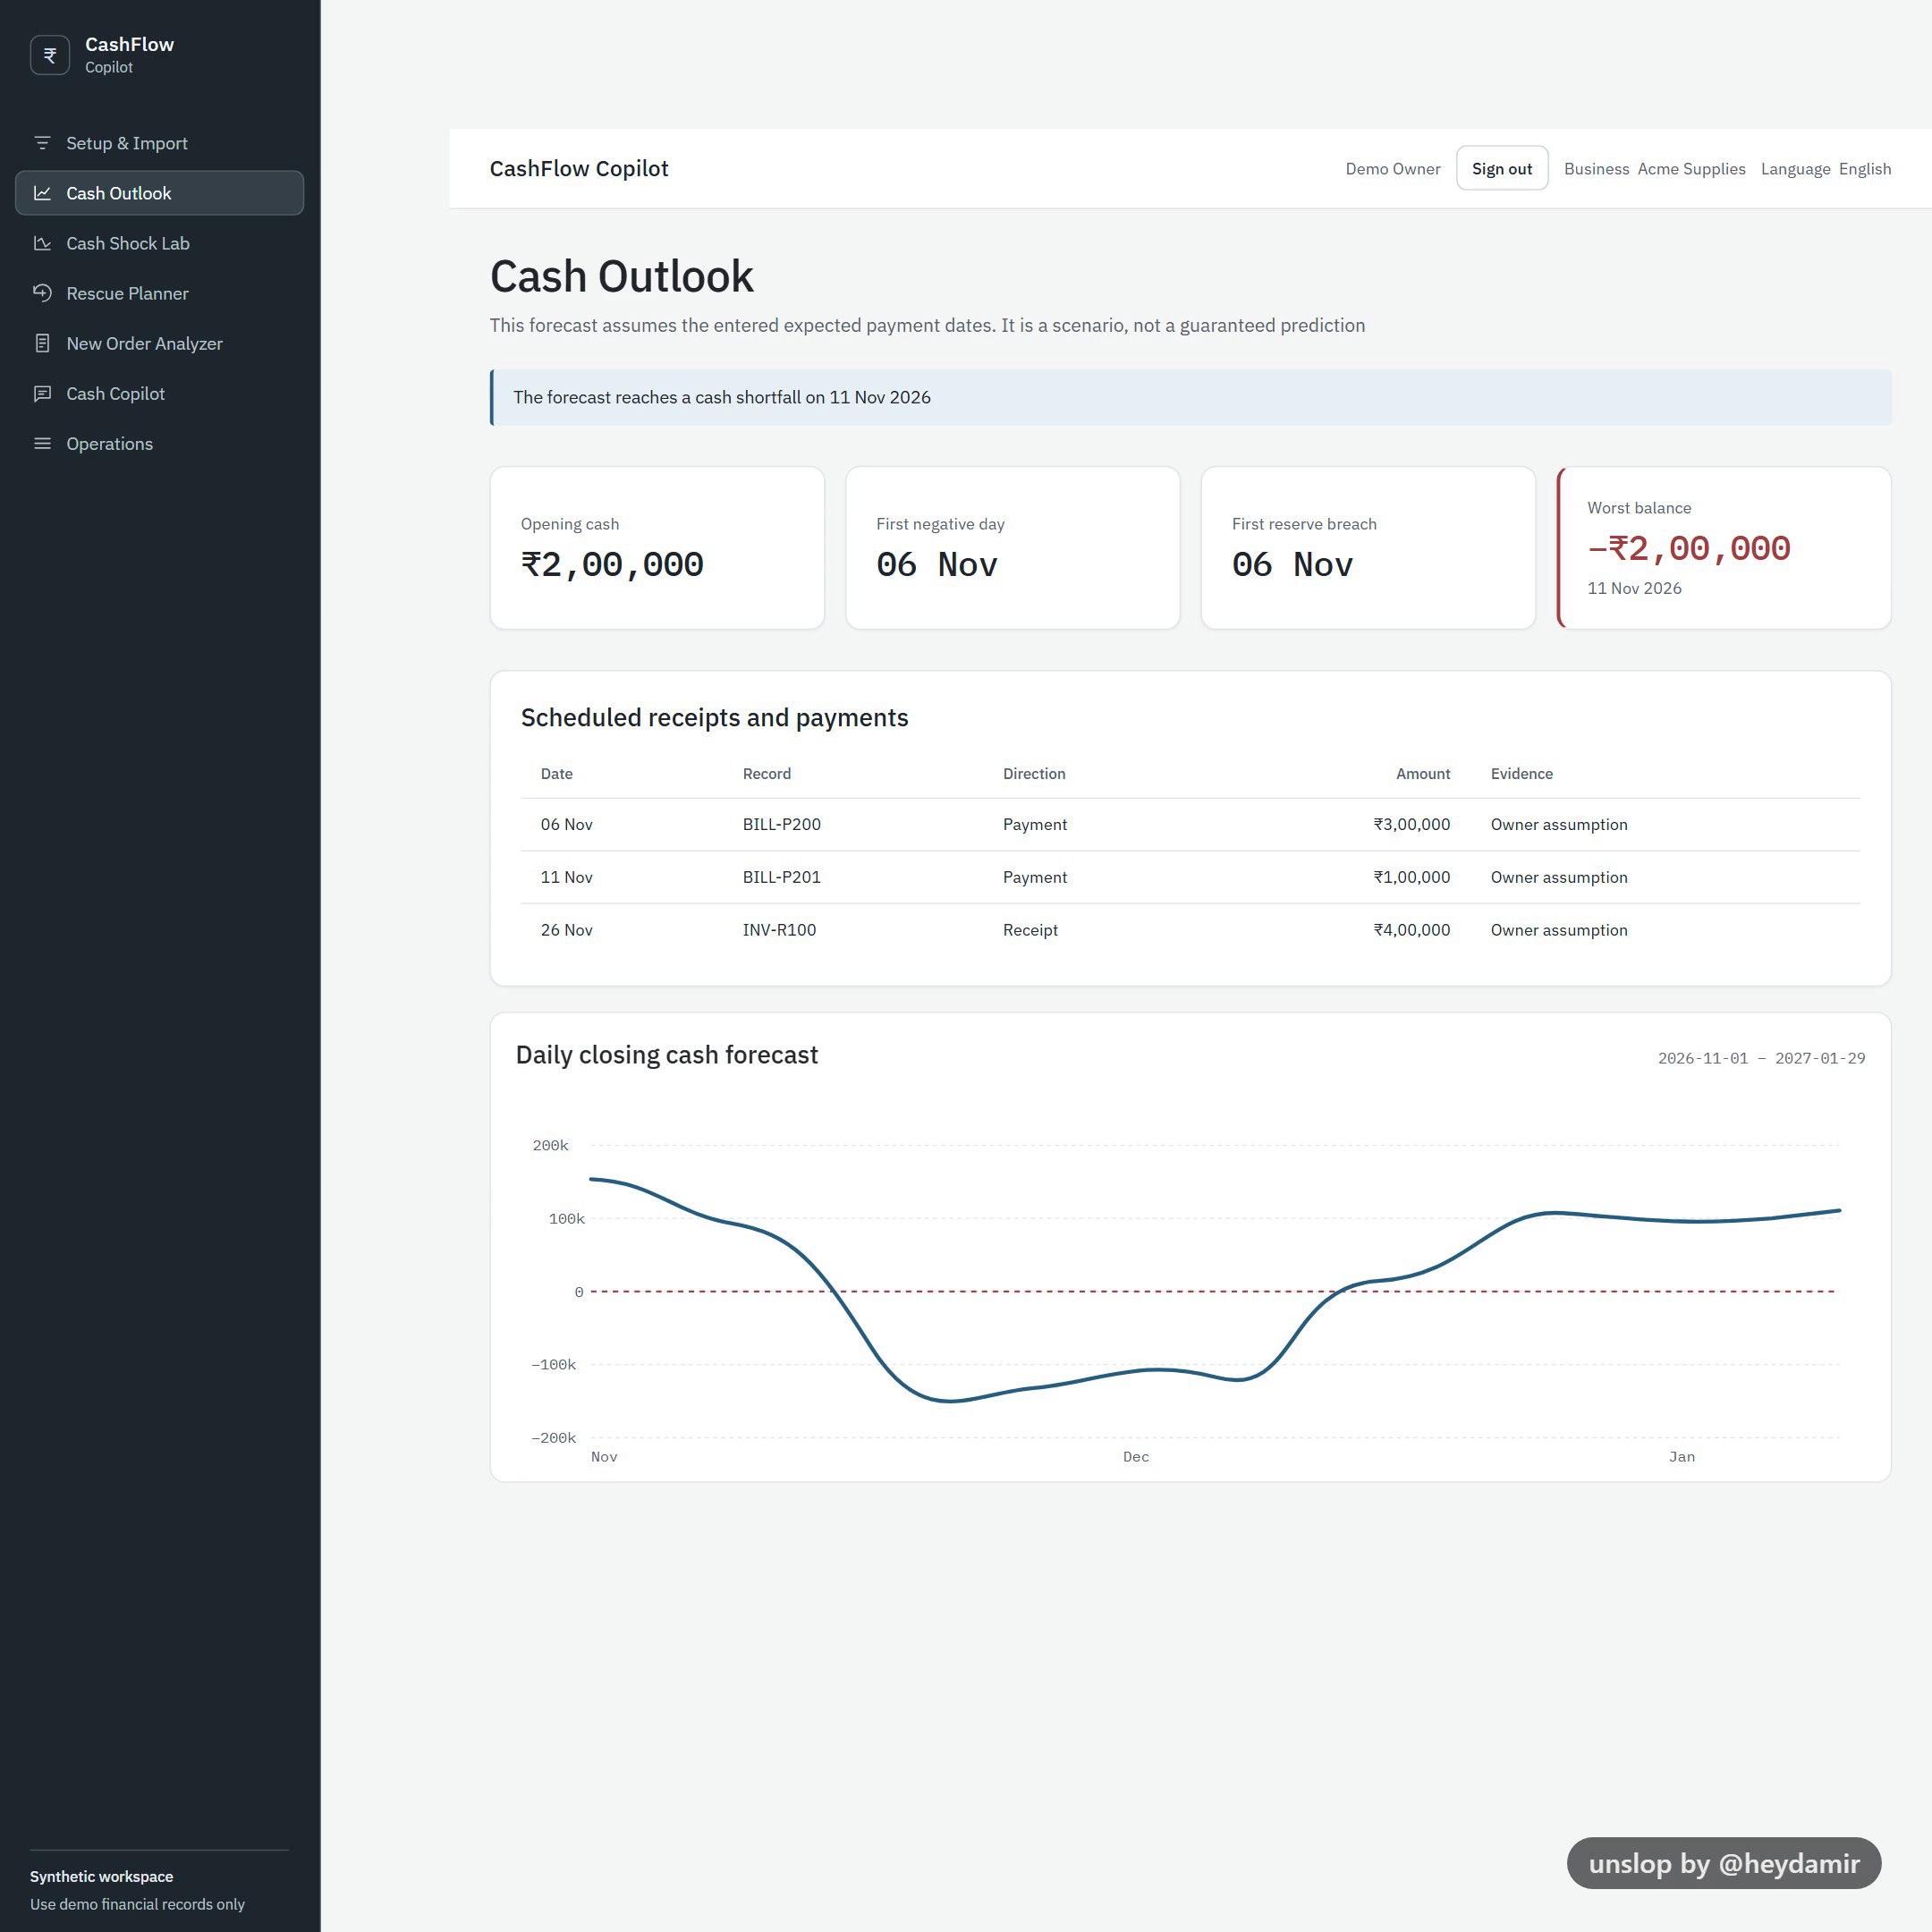 ₹
CashFlow
Copilot
Setup & Import
Cash Outlook
Cash Shock Lab
Rescue Planner
New Order Analyzer
Cash Copilot
Operations
Synthetic workspace
Use demo financial records only
CashFlow Copilot
Demo Owner Sign out Business Acme Supplies Language English
Cash Outlook
This forecast assumes the entered expected payment dates. It is a scenario, not a guaranteed prediction
The forecast reaches a cash shortfall on 11 Nov 2026
Opening cash
₹2,00,000
First negative day
06 Nov
First reserve breach
06 Nov
Worst balance
−₹2,00,000
11 Nov 2026
Scheduled receipts and payments
Date Record Direction Amount Evidence
06 Nov BILL-P200 Payment ₹3,00,000 Owner assumption
11 Nov BILL-P201 Payment ₹1,00,000 Owner assumption
26 Nov INV-R100 Receipt ₹4,00,000 Owner assumption
Daily closing cash forecast
2026-11-01 – 2027-01-29
200k
100k
0
−100k
−200k
Nov Dec Jan
unslop by @heydamir